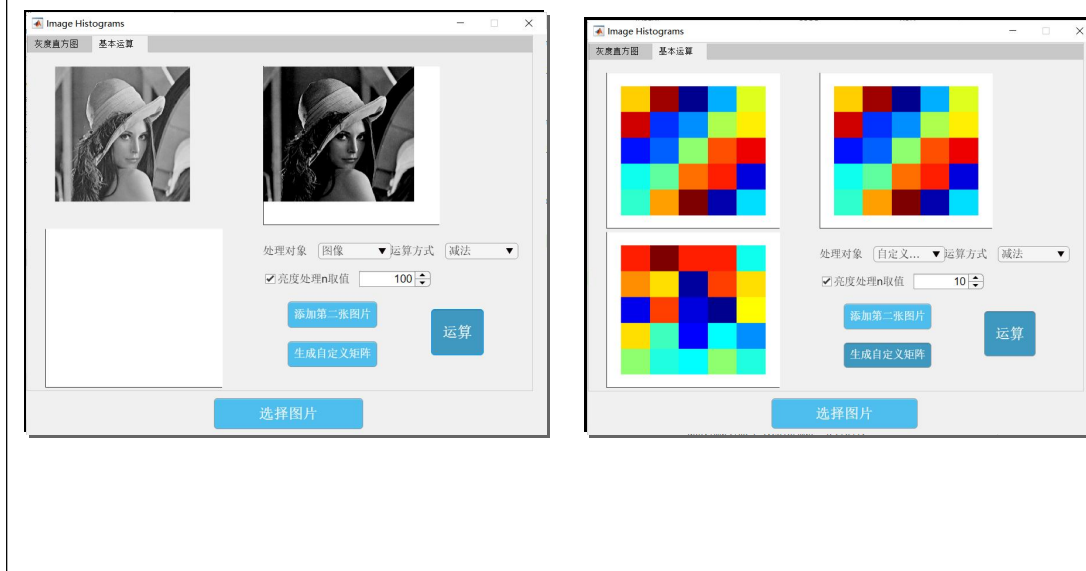 Image Histograms
灰度直方图 基本运算
处理对象 图像 运算方式 减法
亮度处理n取值 100
添加第二张图片
运算
生成自定义矩阵
选择图片
Image Histograms
灰度直方图 基本运算
处理对象 自定义... 运算方式 减法
亮度处理n取值 10
添加第二张图片
运算
生成自定义矩阵
选择图片